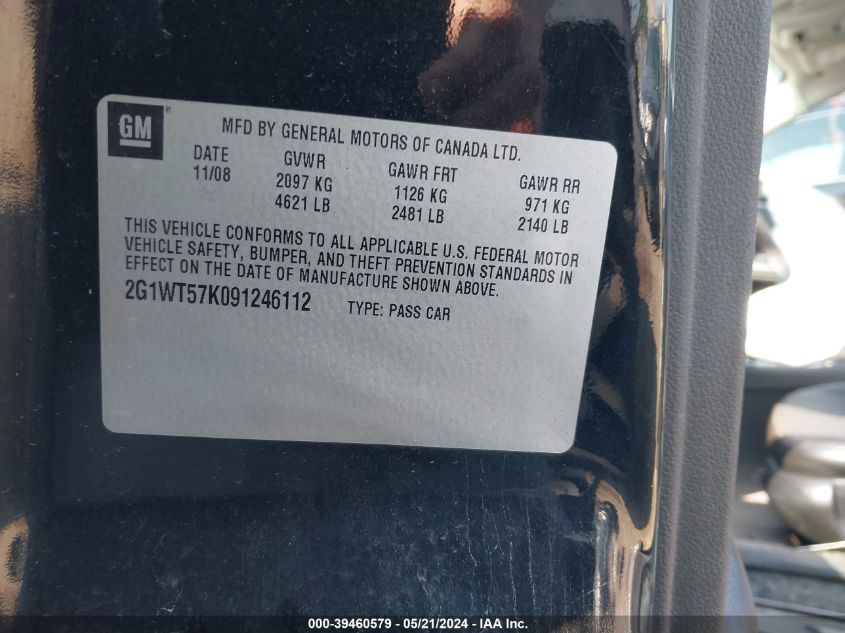 GM ®
MFD BY GENERAL MOTORS OF CANADA LTD.
DATE GVWR GAWR FRT GAWR RR
11/08 2097 KG 1126 KG 971 KG
4621 LB 2481 LB 2140 LB
THIS VEHICLE CONFORMS TO ALL APPLICABLE U.S. FEDERAL MOTOR
VEHICLE SAFETY, BUMPER, AND THEFT PREVENTION STANDARDS IN
EFFECT ON THE DATE OF MANUFACTURE SHOWN ABOVE.
2G1WT57K091246112 TYPE: PASS CAR
000-39460579 / 05/21/2024 - IAA Inc.